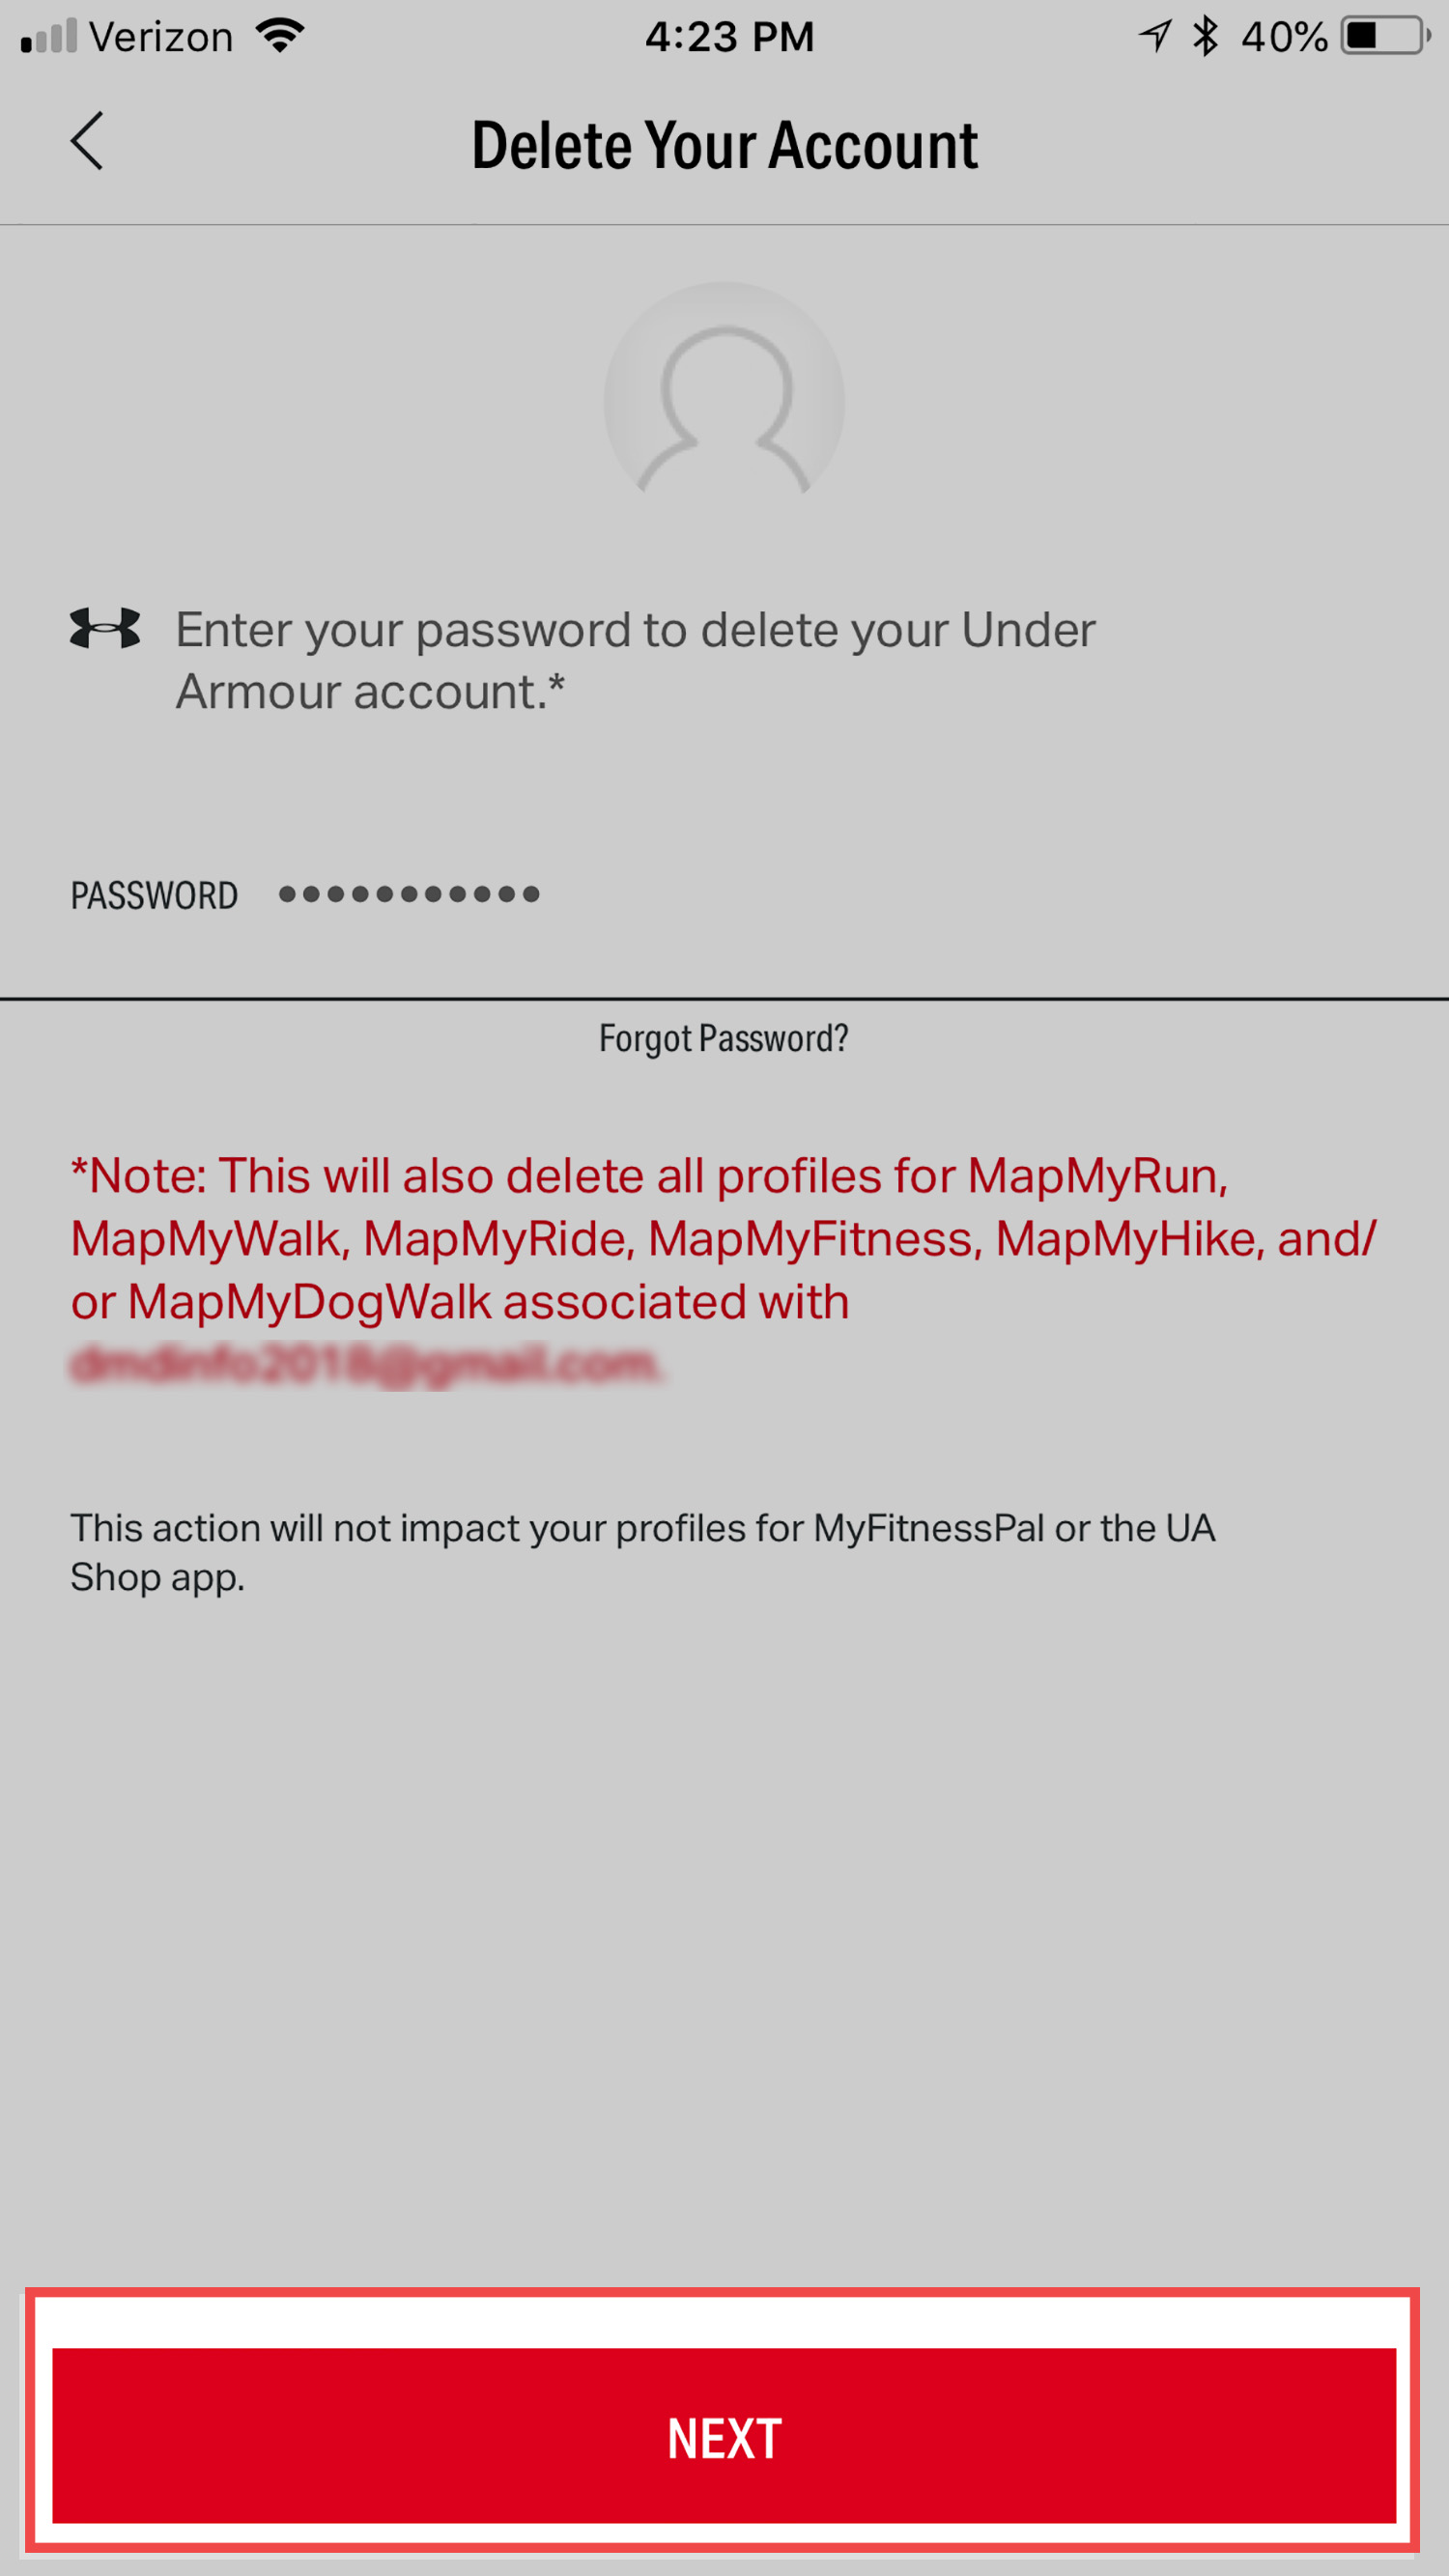 Verizon 4:23 PM 40%
Delete Your Account
Enter your password to delete your Under
Armour account.*
PASSWORD •••••••••••
Forgot Password?
*Note: This will also delete all profiles for MapMyRun,
MapMyWalk, MapMyRide, MapMyFitness, MapMyHike, and/
or MapMyDogWalk associated with
This action will not impact your profiles for MyFitnessPal or the UA
Shop app.
NEXT